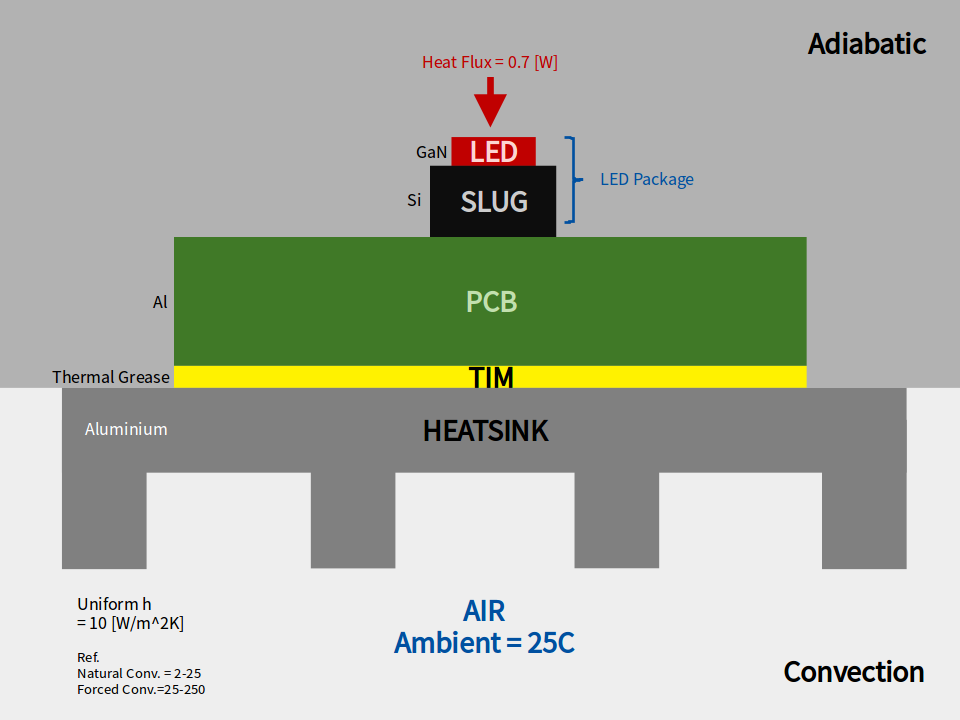 Adiabatic
Heat Flux = 0.7 [W]
GaN
LED
LED Package
Si
SLUG
Al
PCB
Thermal Grease
TIM
Aluminium
HEATSINK
Uniform h
= 10 [W/m^2K]
AIR
Ambient = 25C
Ref.
Natural Conv. = 2-25
Forced Conv.=25-250
Convection